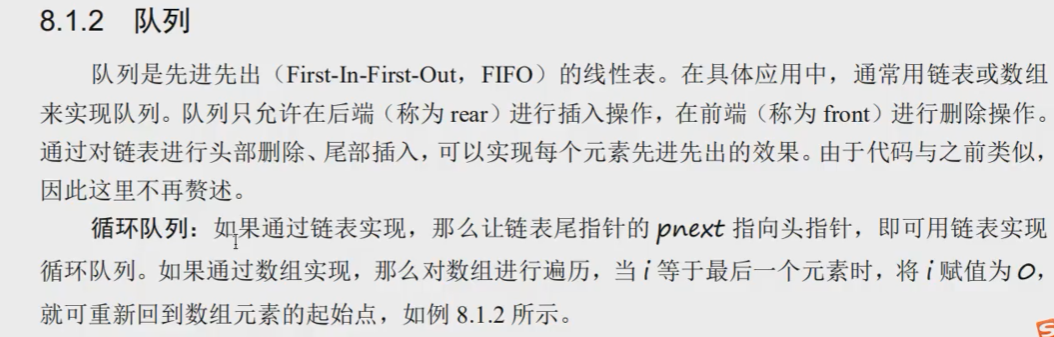 8.1.2 队列
队列是先进先出（First-In-First-Out，FIFO）的线性表。在具体应用中，通常用链表或数组
来实现队列。队列只允许在后端（称为 rear）进行插入操作，在前端（称为 front）进行删除操作。
通过对链表进行头部删除、尾部插入，可以实现每个元素先进先出的效果。由于代码与之前类似，
因此这里不再赘述。
循环队列：如果通过链表实现，那么让链表尾指针的 pnext 指向头指针，即可用链表实现
循环队列。如果通过数组实现，那么对数组进行遍历，当 i 等于最后一个元素时，将 i 赋值为 0，
就可重新回到数组元素的起始点，如例 8.1.2 所示。